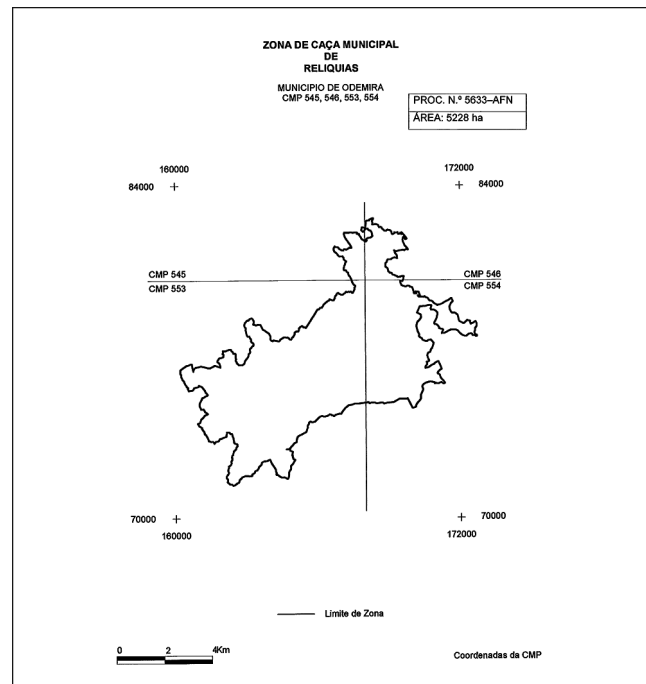 ZONA DE CAÇA MUNICIPAL
DE
RELIQUIAS
MUNICIPIO DE ODEMIRA
CMP 545, 546, 553, 554
PROC. N.º 5633–AFN
ÁREA: 5228 ha
160000
172000
84000
84000
CMP 545
CMP 546
CMP 553
CMP 554
70000
70000
160000
172000
Limite de Zona
0 2 4Km
Coordenadas da CMP